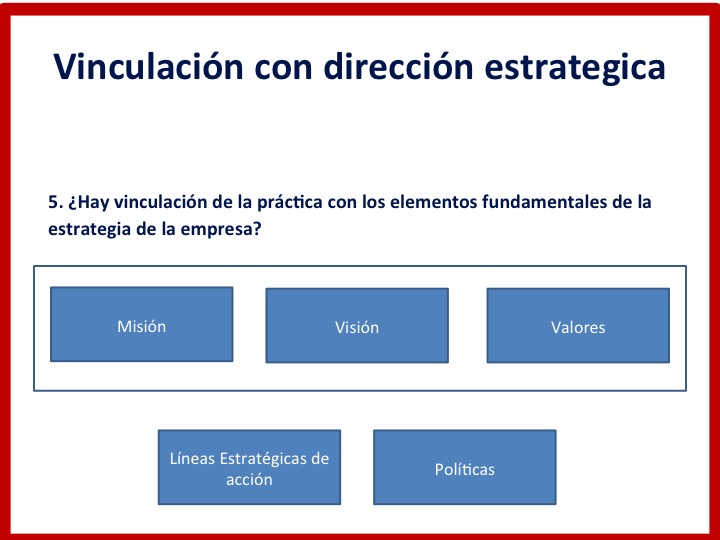 Vinculación con dirección estrategica
5. ¿Hay vinculación de la práctica con los elementos fundamentales de la
estrategia de la empresa?
Misión
Visión
Valores
Líneas Estratégicas de
acción
Políticas